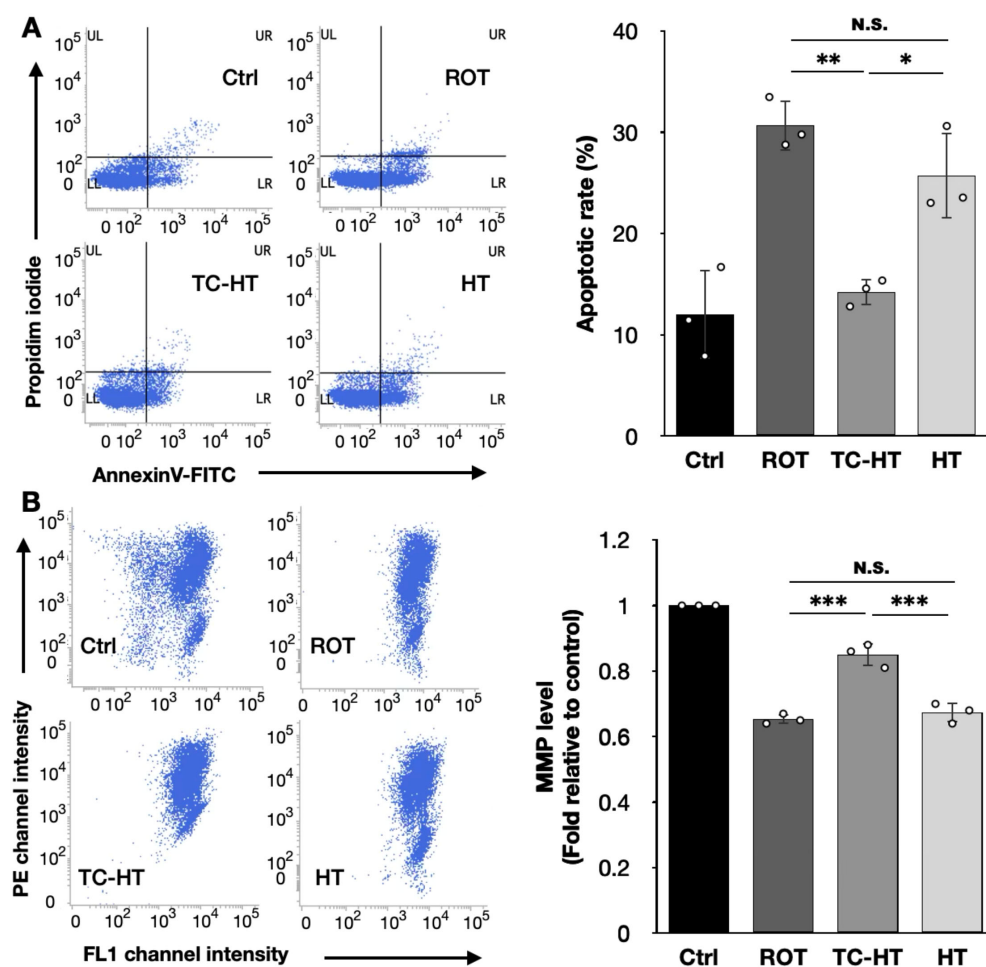 A
UL
UR
10⁵
10⁴
10³
10²
0
LL
LR
Ctrl
0 10² 10³ 10⁴ 10⁵
UL
UR
10⁵
10⁴
10³
10²
0
LL
LR
ROT
0 10² 10³ 10⁴ 10⁵
UL
UR
10⁵
10⁴
10³
10²
0
LL
LR
TC-HT
0 10² 10³ 10⁴ 10⁵
UL
UR
10⁵
10⁴
10³
10²
0
LL
LR
HT
0 10² 10³ 10⁴ 10⁵
Propidim iodide
AnnexinV-FITC
Apoptotic rate (%)
40
30
20
10
0
N.S.
** *
Ctrl ROT TC-HT HT
B
10⁵
10⁴
10³
10²
0
Ctrl
0 10² 10³ 10⁴ 10⁵
10⁵
10⁴
10³
10²
0
ROT
0 10² 10³ 10⁴ 10⁵
10⁵
10⁴
10³
10²
0
TC-HT
0 10² 10³ 10⁴ 10⁵
10⁵
10⁴
10³
10²
0
HT
0 10² 10³ 10⁴ 10⁵
PE channel intensity
FL1 channel intensity
MMP level
(Fold relative to control)
1.2
1
0.8
0.6
0.4
0.2
0
N.S.
*** ***
Ctrl ROT TC-HT HT